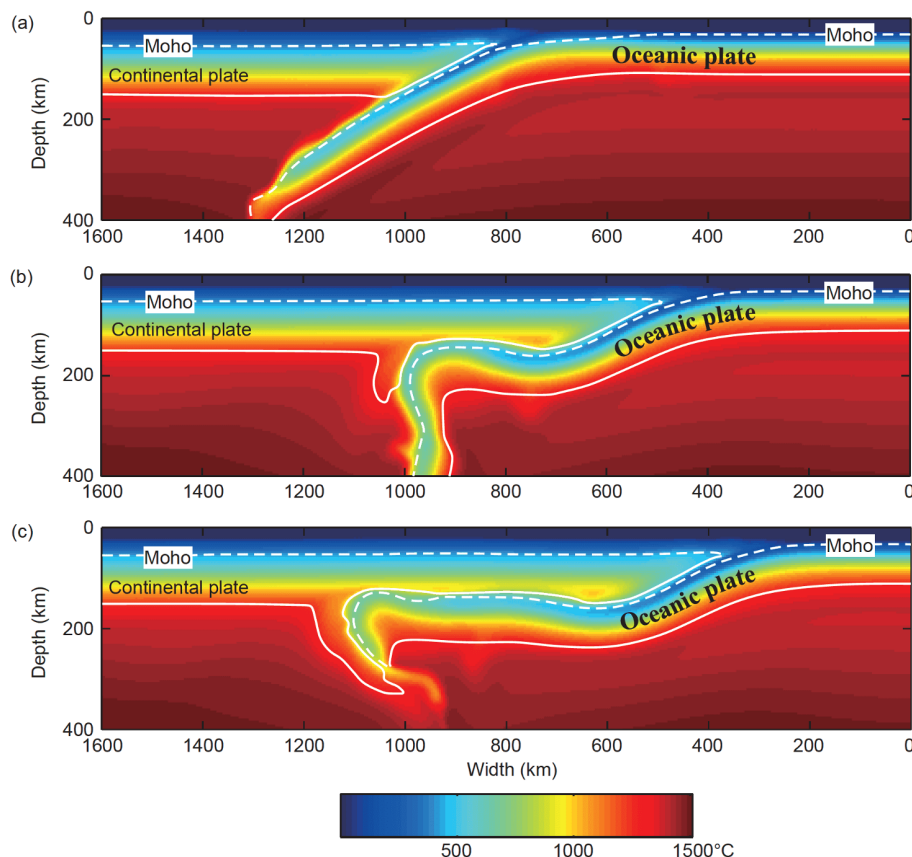 (a)
0
Moho
Moho
Continental plate
Oceanic plate
200
400
Depth (km)
1600 1400 1200 1000 800 600 400 200 0
(b)
0
Moho
Moho
Continental plate
Oceanic plate
200
400
Depth (km)
1600 1400 1200 1000 800 600 400 200 0
(c)
0
Moho
Moho
Continental plate
Oceanic plate
200
400
Depth (km)
1600 1400 1200 1000 800 600 400 200 0
Width (km)
500 1000 1500°C